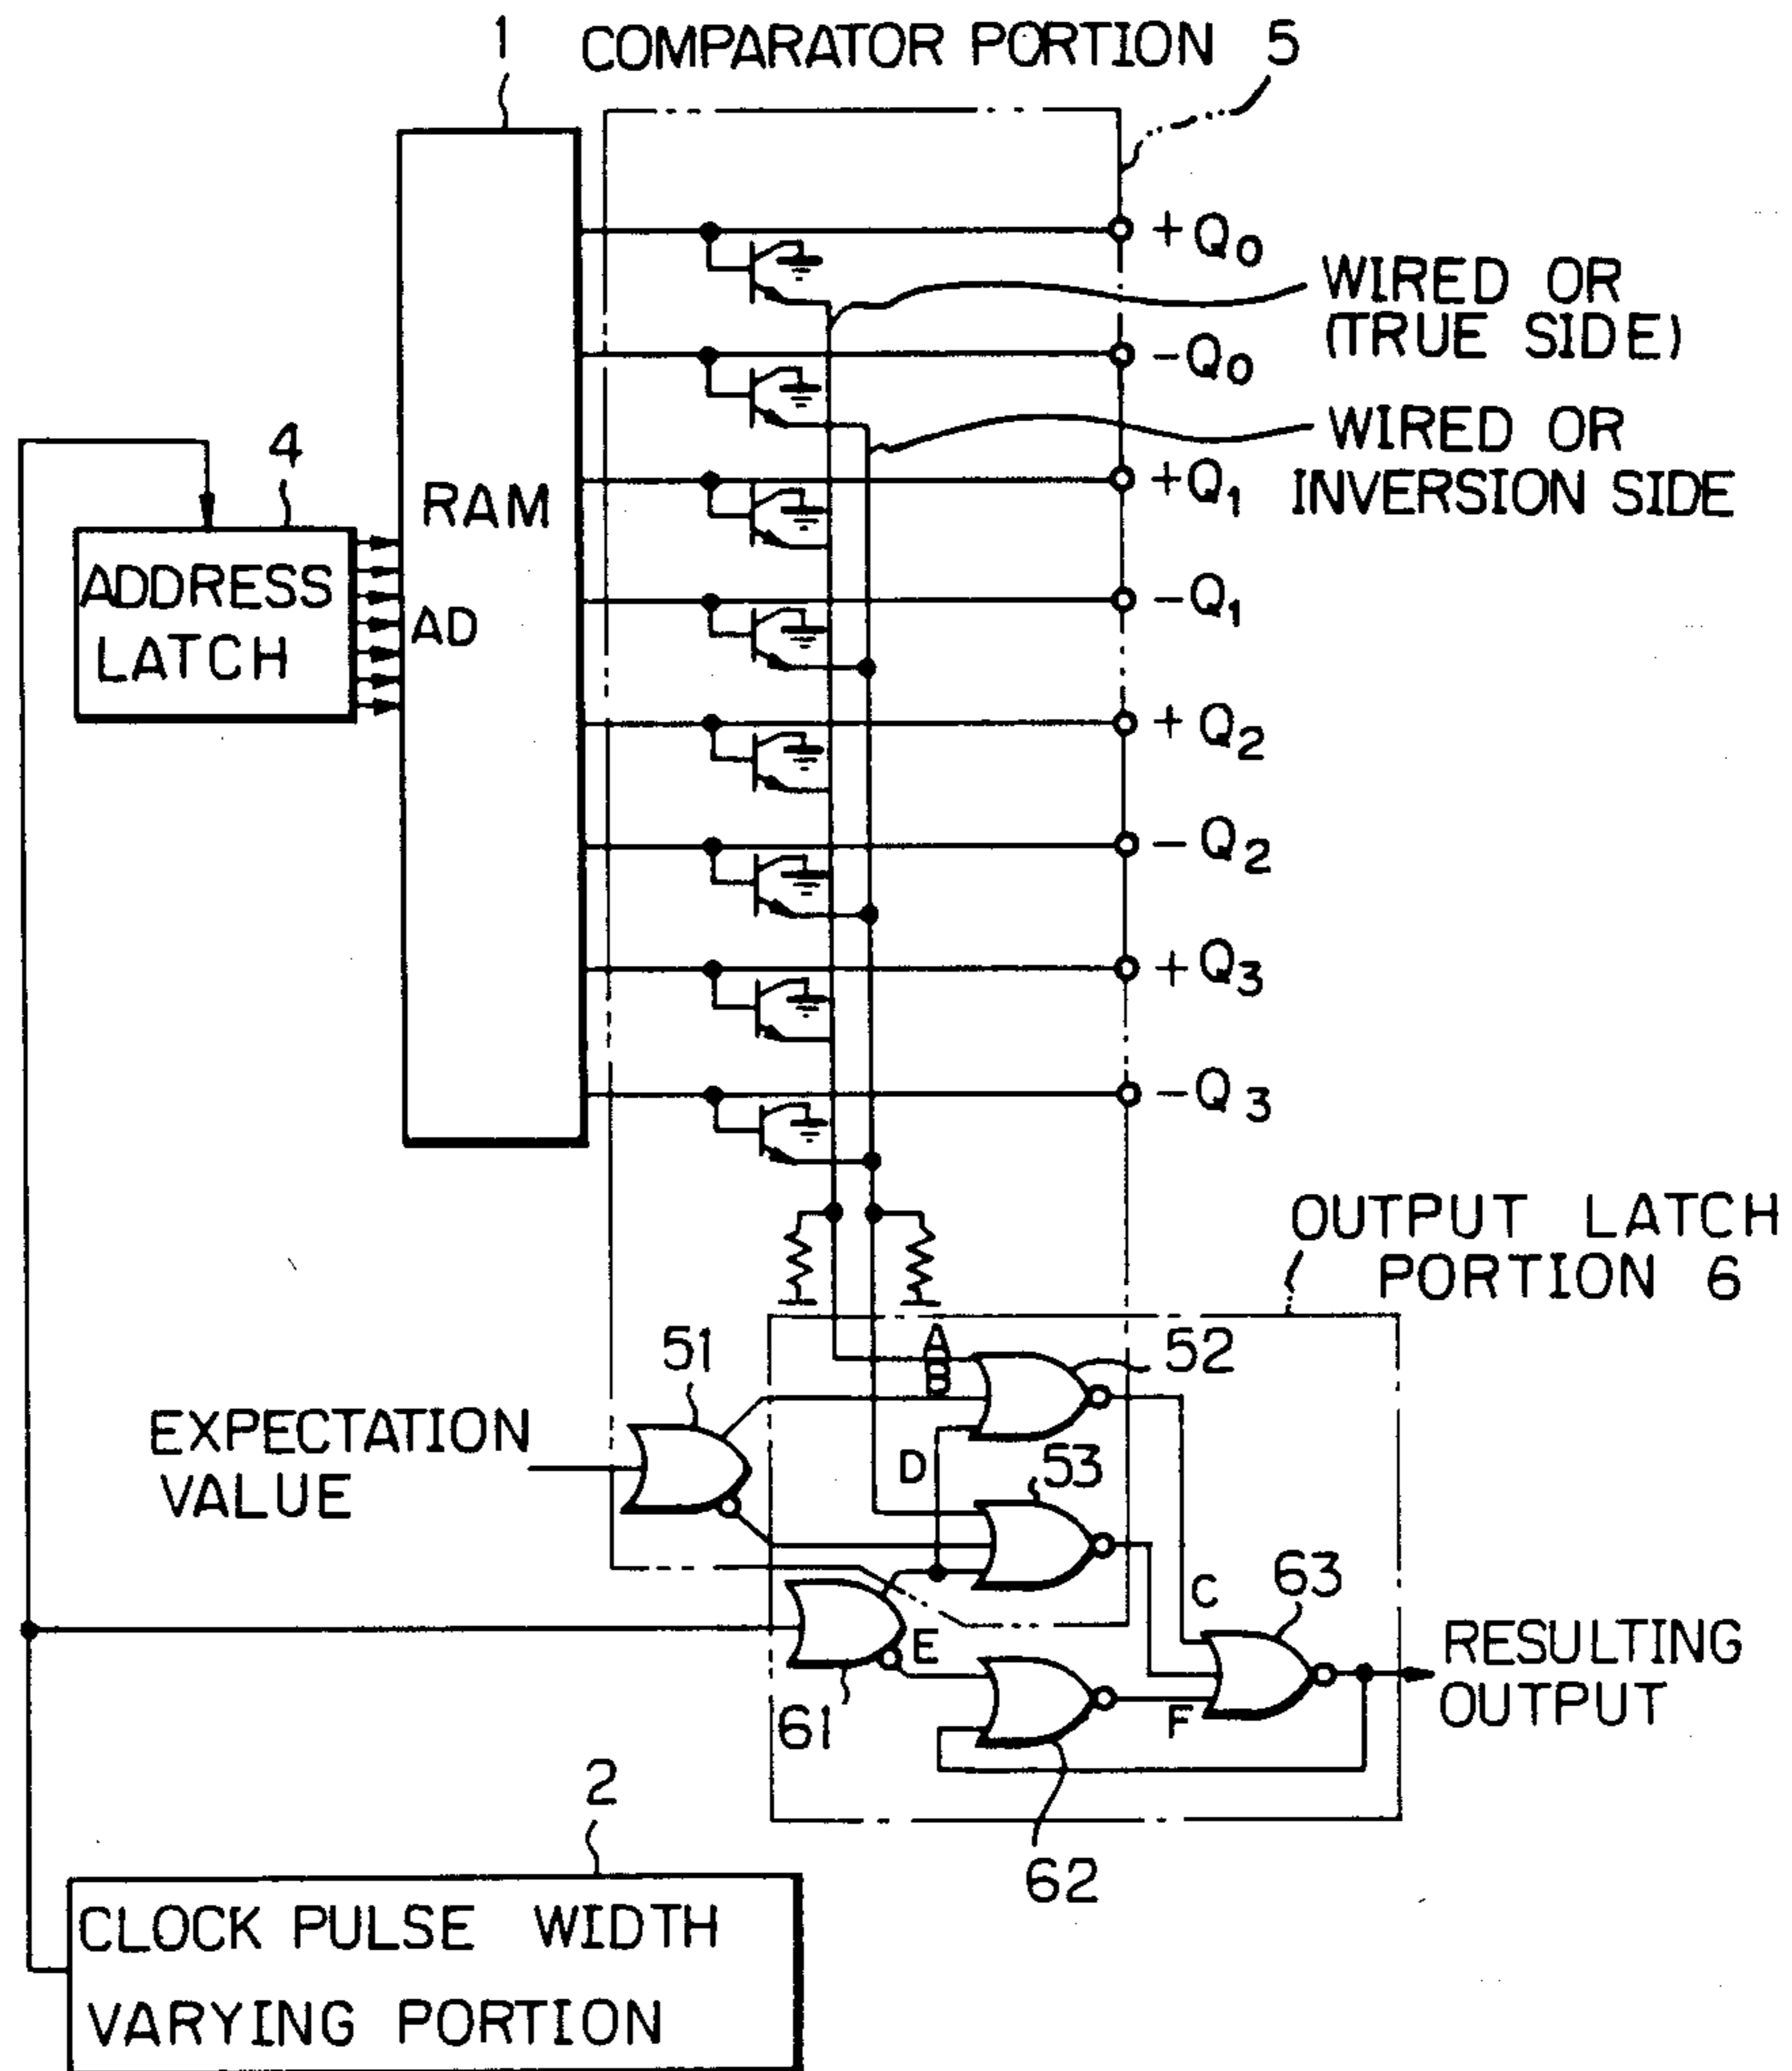 1
COMPARATOR PORTION 5
+Q0
WIRED OR
(TRUE SIDE)
-Q0
WIRED OR
INVERSION SIDE
+Q1
-Q1
4
RAM
ADDRESS
LATCH
AD
+Q2
-Q2
+Q3
-Q3
OUTPUT LATCH
PORTION 6
51
A
B
52
EXPECTATION
VALUE
D
53
C
63
E
61
F
RESULTING
OUTPUT
62
2
CLOCK PULSE WIDTH
VARYING PORTION